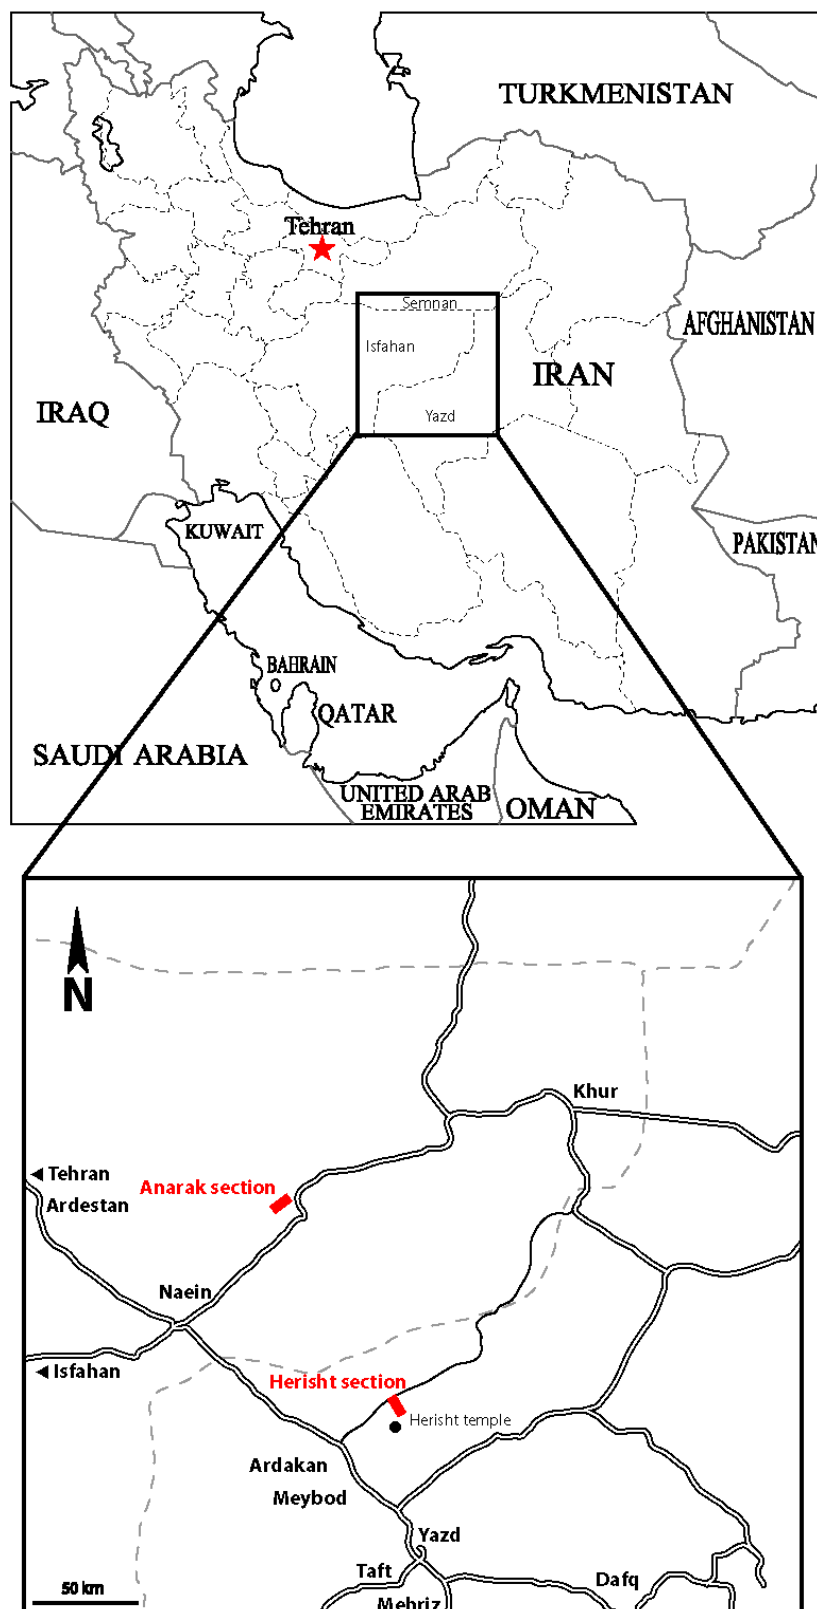 TURKMENISTAN
Tehran
Semnan
AFGHANISTAN
Isfahan
IRAN
IRAQ
Yazd
KUWAIT
PAKISTAN
BAHRAIN
QATAR
SAUDI ARABIA
UNITED ARAB
EMIRATES
OMAN
N
Khur
Tehran
Anarak section
Ardestan
Naein
Isfahan
Herisht section
Herisht temple
Ardakan
Meybod
Yazd
Taft
Dafq
50 km
Mehriz